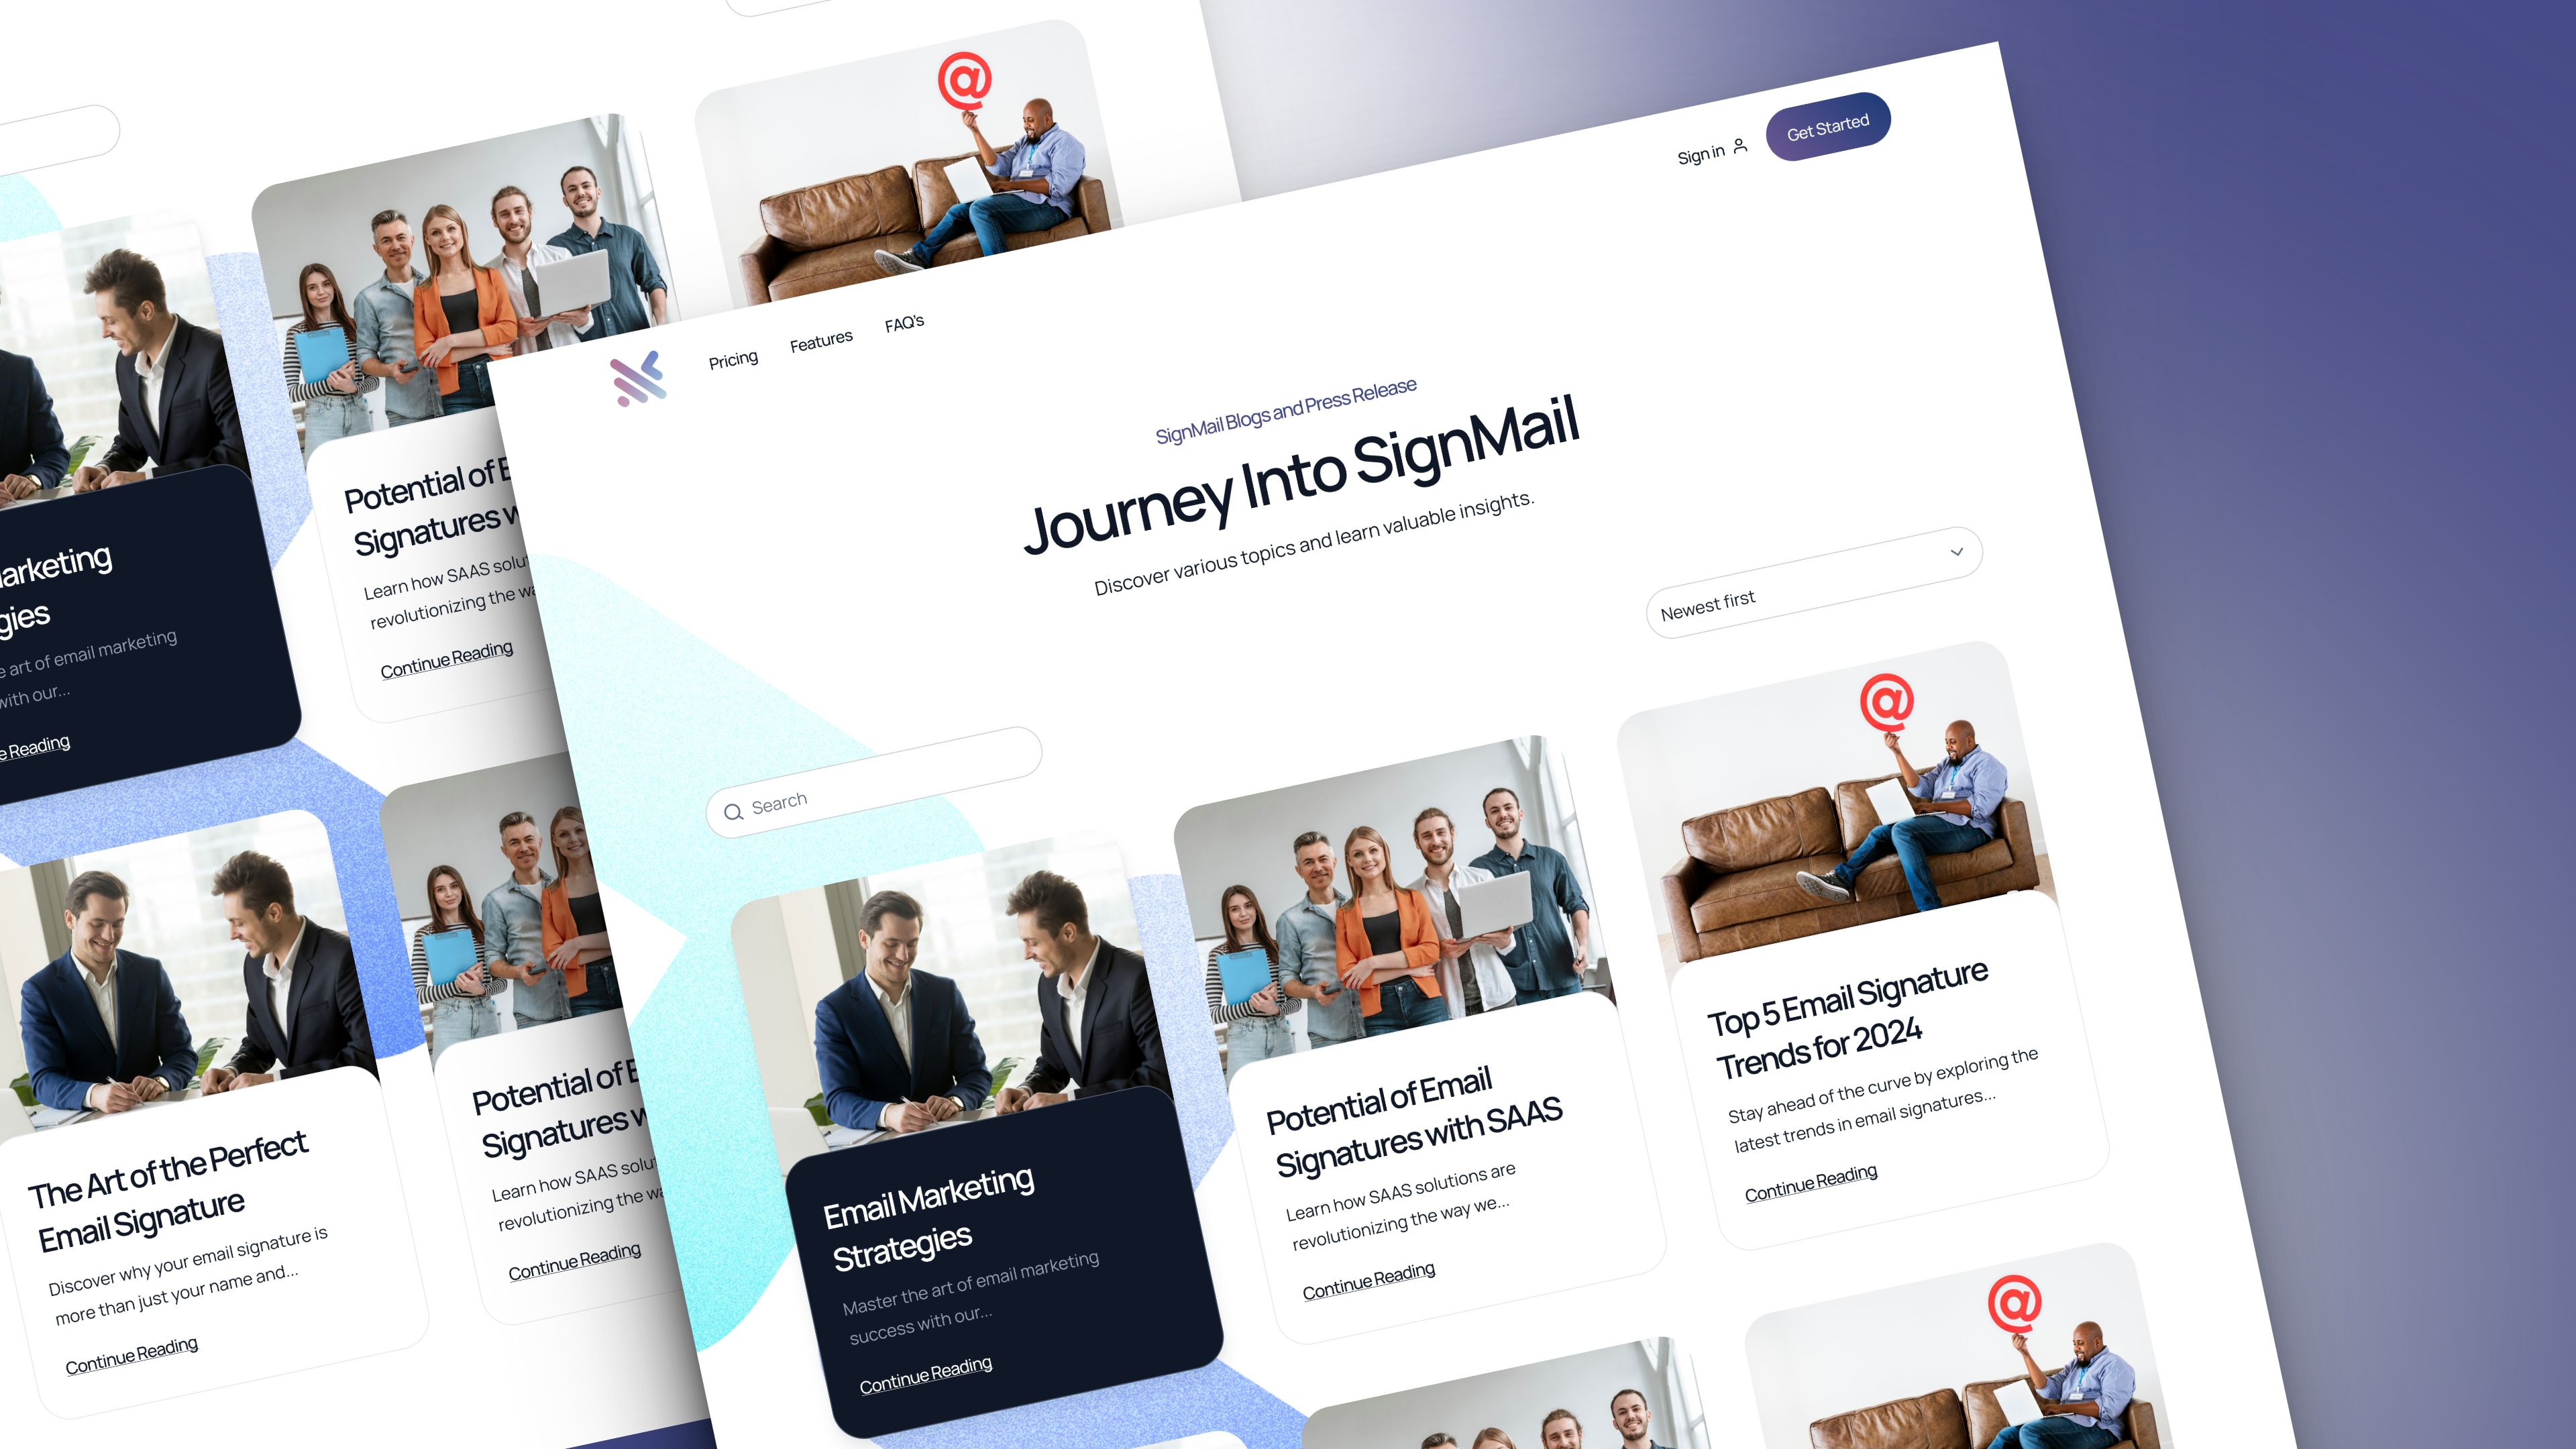 Sign in
Get Started
Pricing
Features
FAQ's
SignMail Blogs and Press Release
Journey Into SignMail
Discover various topics and learn valuable insights.
Newest first
Search
@
Email Marketing
Strategies
Master the art of email marketing
success with our...
Continue Reading
Potential of Email
Signatures with SAAS
Learn how SAAS solutions are
revolutionizing the way we...
Continue Reading
@
Top 5 Email Signature
Trends for 2024
Stay ahead of the curve by exploring the
latest trends in email signatures...
Continue Reading
@
arketing
gies
art of email marketing
with our...
Reading
Potential of
Signatures
Learn how SAAS
revolutionizing the
Continue Reading
The Art of the Perfect
Email Signature
Discover why your email signature is
more than just your name and...
Continue Reading
Potential of
Signatures
Learn how SAAS
revolutionizing the
Continue Reading